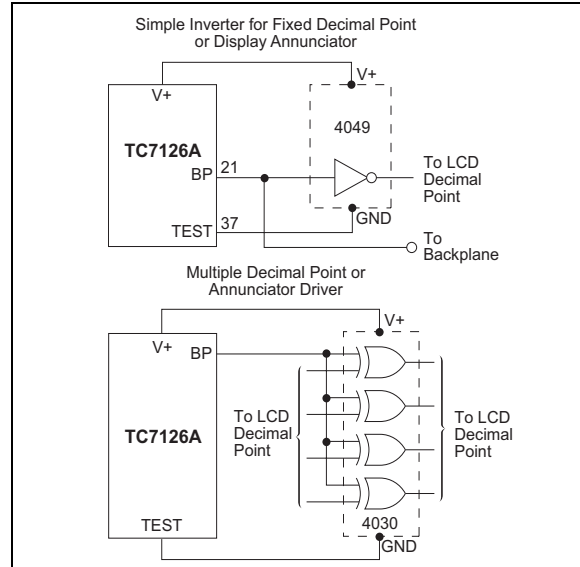 Simple Inverter for Fixed Decimal Point
or Display Annunciator
V+
V+
4049
TC7126A
BP
21
To LCD
Decimal
Point
TEST
37
GND
To
Backplane
Multiple Decimal Point or
Annunciator Driver
V+
V+
BP
To LCD
Decimal
Point
To LCD
Decimal
Point
TC7126A
TEST
4030
GND